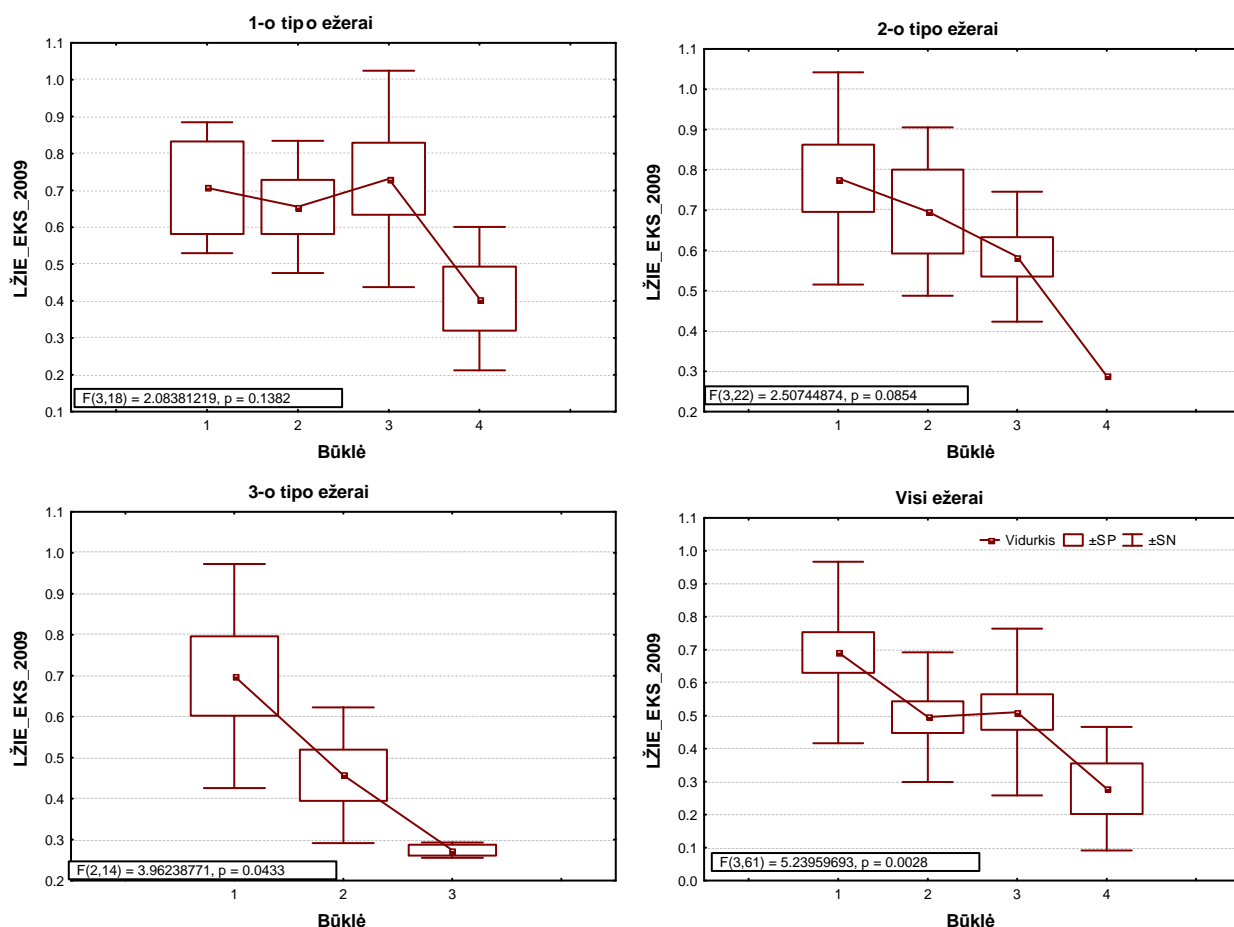 1-o tipo ežerai
LŽIE_EKS_2009
1.1
1.0
0.9
0.8
0.7
0.6
0.5
0.4
0.3
0.2
0.1
F(3,18) = 2.08381219, p = 0.1382
1 2 3 4
Būklė
2-o tipo ežerai
LŽIE_EKS_2009
1.1
1.0
0.9
0.8
0.7
0.6
0.5
0.4
0.3
0.2
F(3,22) = 2.50744874, p = 0.0854
1 2 3 4
Būklė
3-o tipo ežerai
LŽIE_EKS_2009
1.1
1.0
0.9
0.8
0.7
0.6
0.5
0.4
0.3
0.2
F(2,14) = 3.96238771, p = 0.0433
1 2 3
Būklė
Visi ežerai
LŽIE_EKS_2009
Vidurkis ±SP ±SN
1.1
1.0
0.9
0.8
0.7
0.6
0.5
0.4
0.3
0.2
0.1
0.0
F(3,61) = 5.23959693, p = 0.0028
1 2 3 4
Būklė